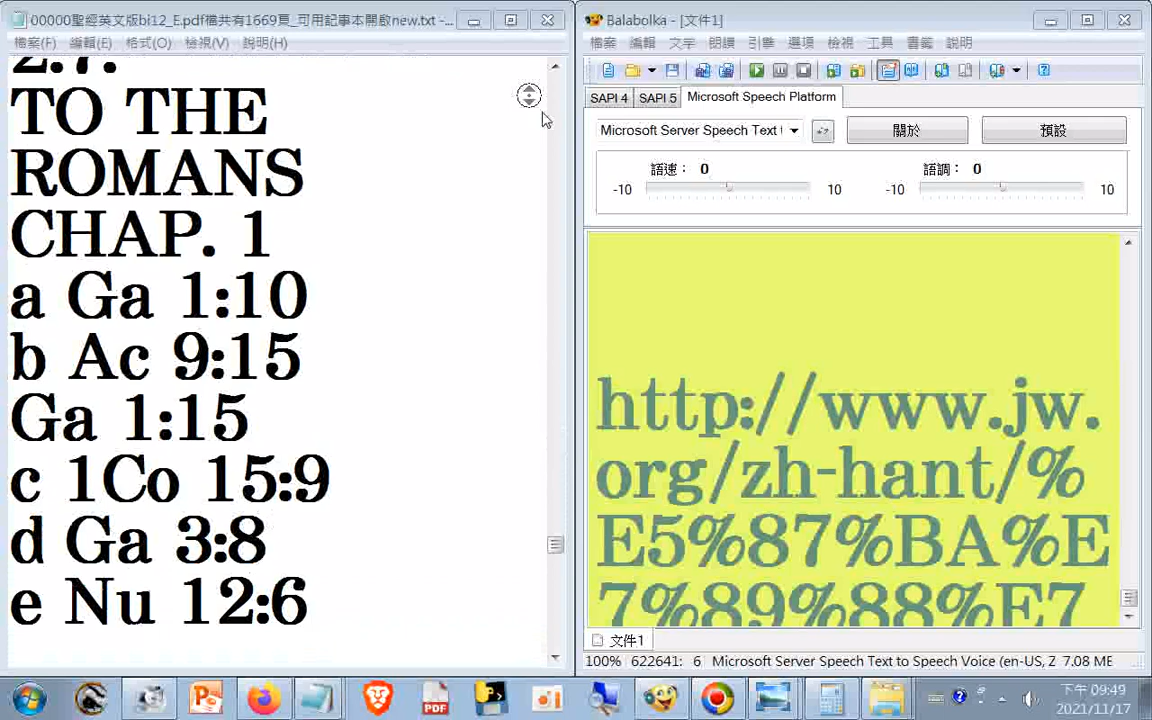 00000聖經英文版bi12_E.pdf檔共有1669頁_可用記事本開啟new.txt -...
檔案(F) 編輯(E) 格式(O) 檢視(V) 說明(H)
2.7.
TO THE
ROMANS
CHAP. 1
a Ga 1:10
b Ac 9:15
Ga 1:15
c 1Co 15:9
d Ga 3:8
e Nu 12:6
Balabolka - [文件1]
檔案 編輯 文字 朗讀 引擎 選項 檢視 工具 書籤 說明
SAPI 4 SAPI 5 Microsoft Speech Platform
Microsoft Server Speech Text 關於 預設
語速： 0 語調： 0
-10 10 -10 10
http://www.jw.
org/zh-hant/%
E5%87%BA%E
7%89%88%E7
文件1
100% 622641: 6 Microsoft Server Speech Text to Speech Voice (en-US, Z 7.08 ME
PDF
下午 09:49
2021/11/17